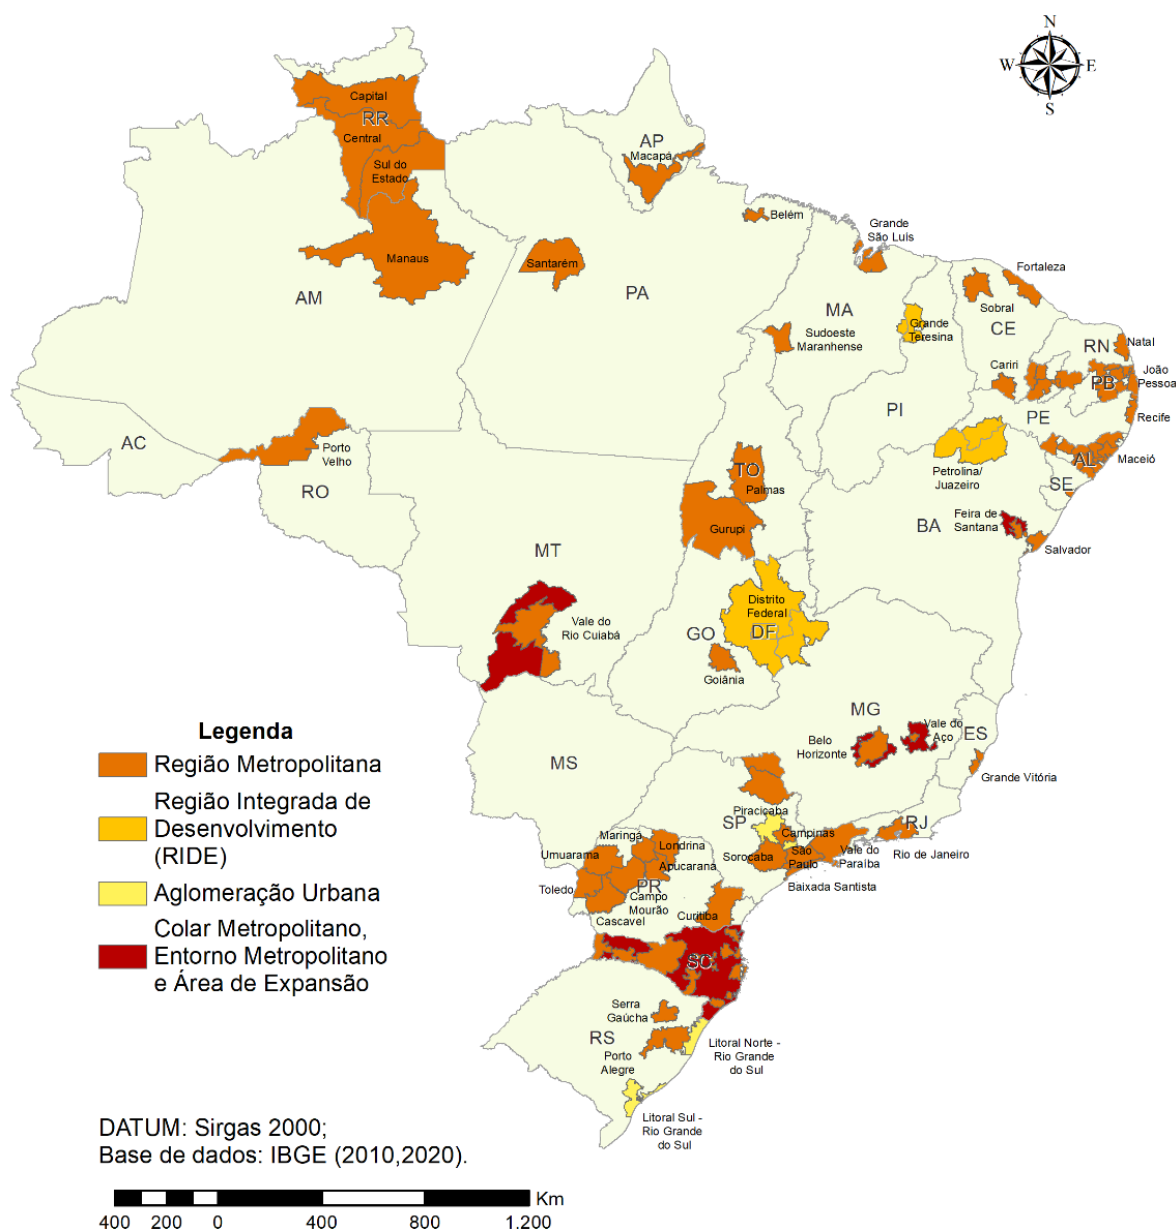 N
W E
S
Capital
RR
Central
Sul do
Estado
AP
Macapá
Belém
Grande
São Luis
Manaus
Santarém
Fortaleza
AM
PA
MA
Sobral
Grande
Teresina
CE
Sudoeste
Maranhense
RN
Natal
Cariri
João
Pessoa
PB
PI
PE
Recife
AC
Porto
Velho
RO
TO
Palmas
Petrolina/
Juazeiro
AL
Maceió
SE
Gurupi
BA
Feira de
Santana
Salvador
MT
Distrito
Federal
Vale do
Rio Cuiabá
GO
DF
Goiânia
MG
Vale do
Aço
ES
Belo
Horizonte
Grande Vitória
MS
Piracicaba
SP
Campinas
RJ
Maringá
Londrina
Sorocaba
São
Paulo
Vale do
Paraíba
Rio de Janeiro
Umuarama
Apucarana
Toledo
PR
Baixada Santista
Campo
Mourão
Cascavel
Curitiba
SC
Serra
Gaúcha
RS
Porto
Alegre
Litoral Norte -
Rio Grande
do Sul
Litoral Sul -
Rio Grande
do Sul
Legenda
Região Metropolitana
Região Integrada de
Desenvolvimento
(RIDE)
Aglomeração Urbana
Colar Metropolitano,
Entorno Metropolitano
e Área de Expansão
DATUM: Sirgas 2000;
Base de dados: IBGE (2010,2020).
Km
400 200 0 400 800 1.200